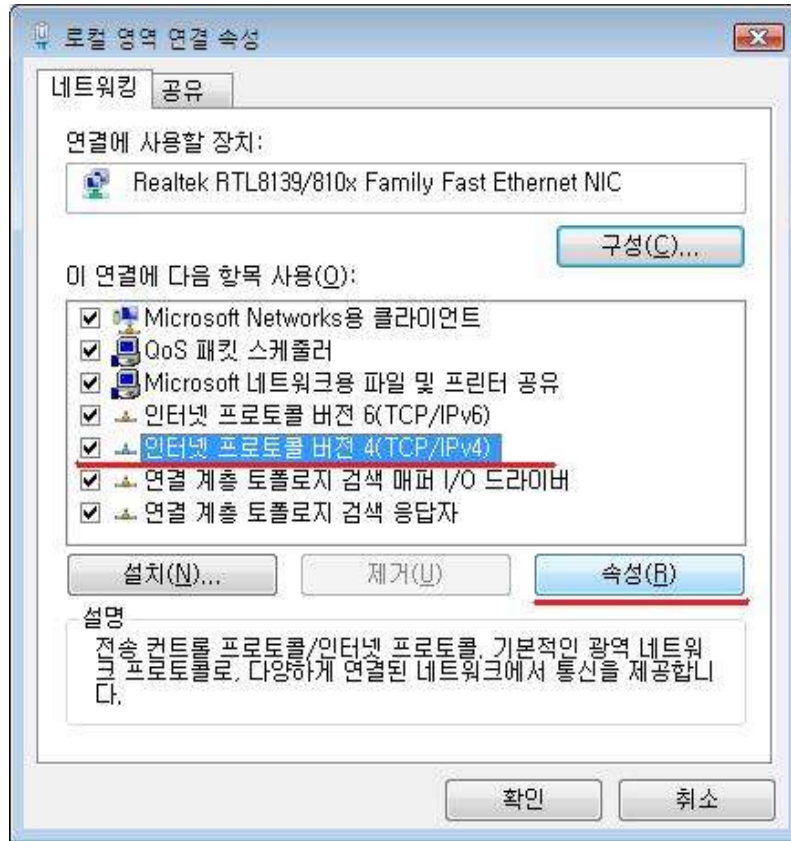 로컬 영역 연결 속성
네트워킹 공유
연결에 사용할 장치:
Realtek RTL8139/810x Family Fast Ethernet NIC
구성(C)...
이 연결에 다음 항목 사용(O):
Microsoft Networks용 클라이언트
QoS 패킷 스케줄러
Microsoft 네트워크용 파일 및 프린터 공유
인터넷 프로토콜 버전 6(TCP/IPv6)
인터넷 프로토콜 버전 4(TCP/IPv4)
연결 계층 토폴로지 검색 매퍼 I/O 드라이버
연결 계층 토폴로지 검색 응답자
설치(N)... 제거(U) 속성(R)
설명
전송 컨트롤 프로토콜/인터넷 프로토콜. 기본적인 광역 네트워
크 프로토콜로, 다양하게 연결된 네트워크에서 통신을 제공합니
다.
확인 취소